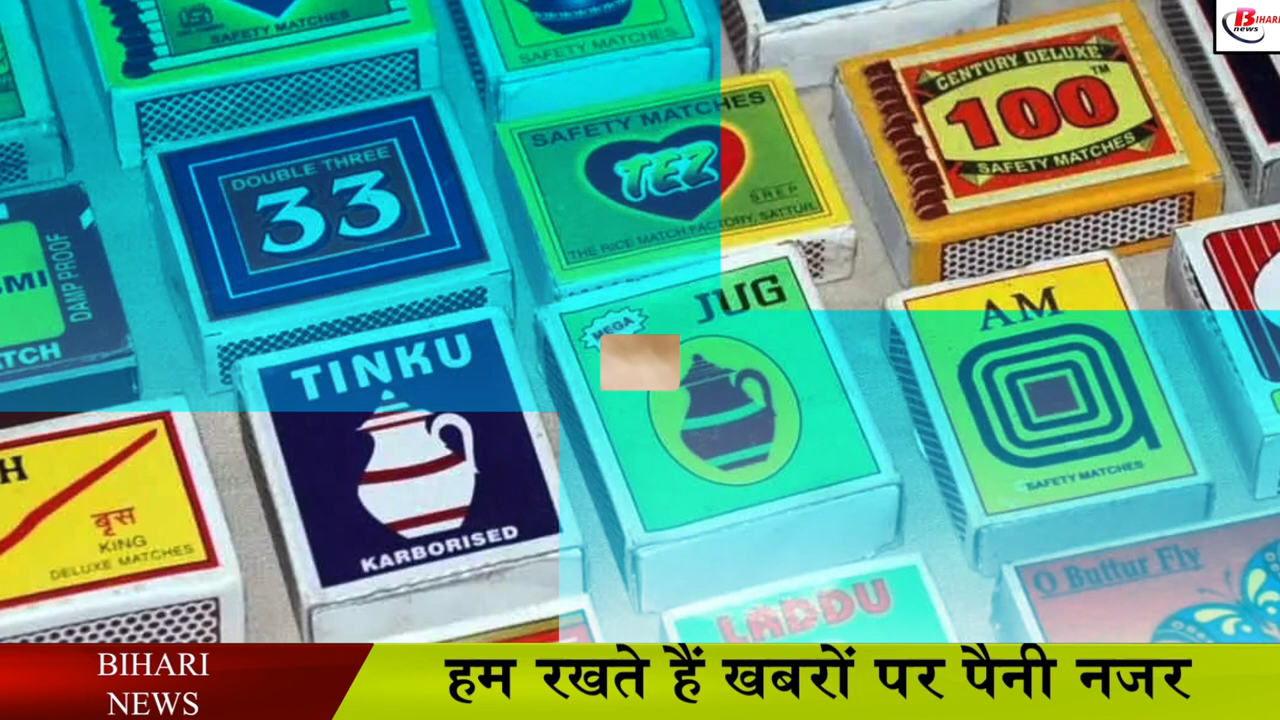 BIHARI
news
SAFETY MATCHES
SAFETY MATCHES
CENTURY DELUXE
100 TM
SAFETY MATCHES
SAFETY MATCHES
TEZ
SREP
THE RICE MATCH FACTORY, SATTUR.
DOUBLE THREE
33
DAMP PROOF
TCH
MEGA
JUG
AM
SAFETY MATCHES
TINKU
KARBORISED
H
बृस
KING
DELUXE MATCHES
O Buttur Fly
LADDU
BIHARI
NEWS
हम रखते हैं खबरों पर पैनी नजर